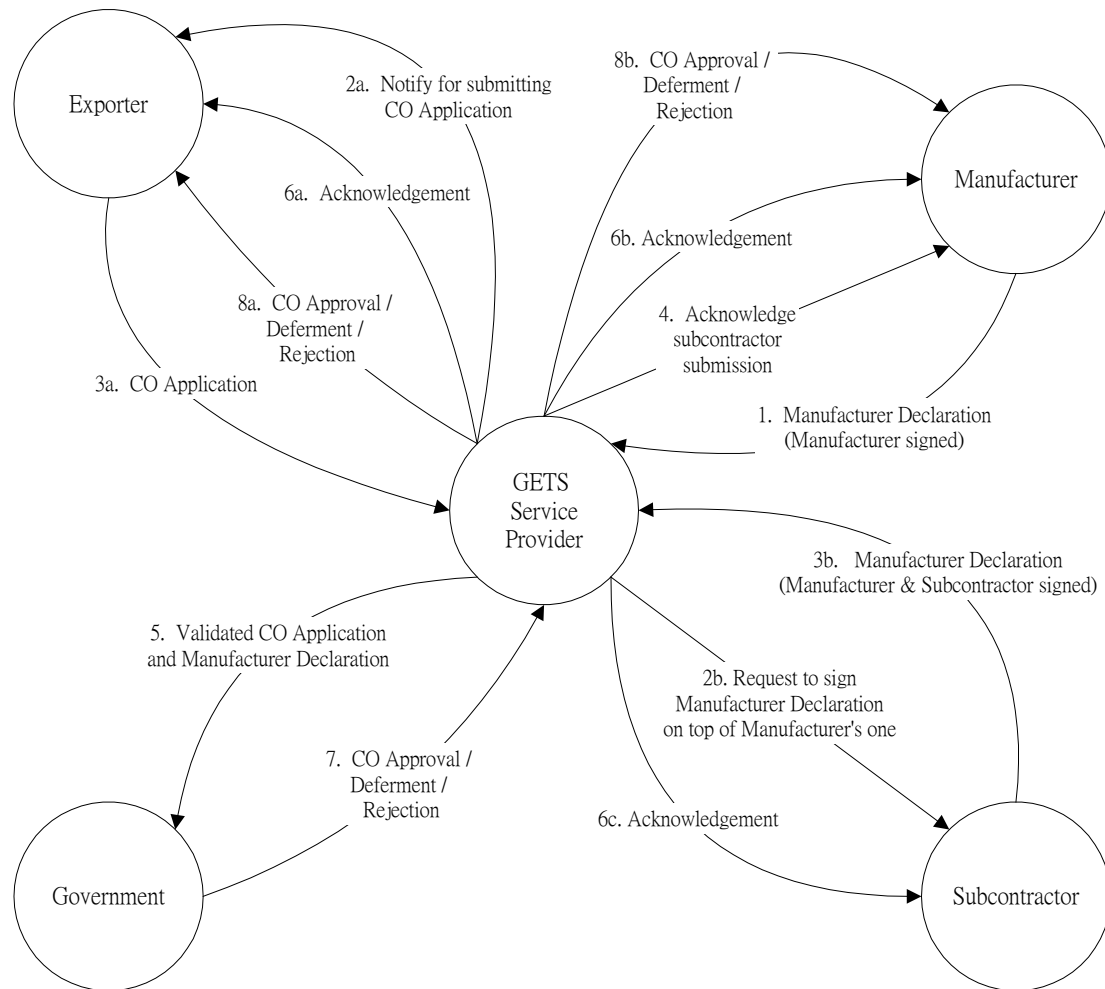 Exporter
2a. Notify for submitting
CO Application
8b. CO Approval /
Deferment /
Rejection
Manufacturer
6a. Acknowledgement
6b. Acknowledgement
8a. CO Approval /
Deferment /
Rejection
4. Acknowledge
subcontractor
submission
3a. CO Application
1. Manufacturer Declaration
(Manufacturer signed)
GETS
Service
Provider
3b. Manufacturer Declaration
(Manufacturer & Subcontractor signed)
5. Validated CO Application
and Manufacturer Declaration
2b. Request to sign
Manufacturer Declaration
on top of Manufacturer's one
7. CO Approval /
Deferment /
Rejection
6c. Acknowledgement
Government
Subcontractor